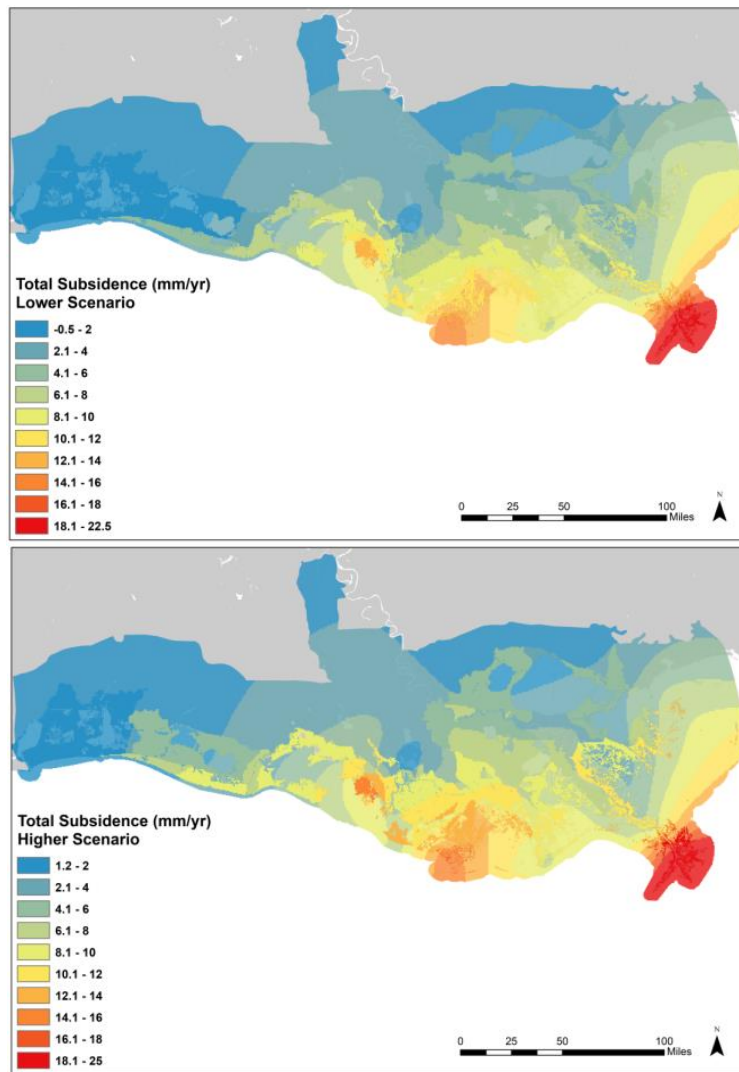 Total Subsidence (mm/yr)
Lower Scenario
-0.5 - 2
2.1 - 4
4.1 - 6
6.1 - 8
8.1 - 10
10.1 - 12
12.1 - 14
14.1 - 16
16.1 - 18
18.1 - 22.5
0 25 50 100
Miles
N
Total Subsidence (mm/yr)
Higher Scenario
1.2 - 2
2.1 - 4
4.1 - 6
6.1 - 8
8.1 - 10
10.1 - 12
12.1 - 14
14.1 - 16
16.1 - 18
18.1 - 25
0 25 50 100
Miles
N